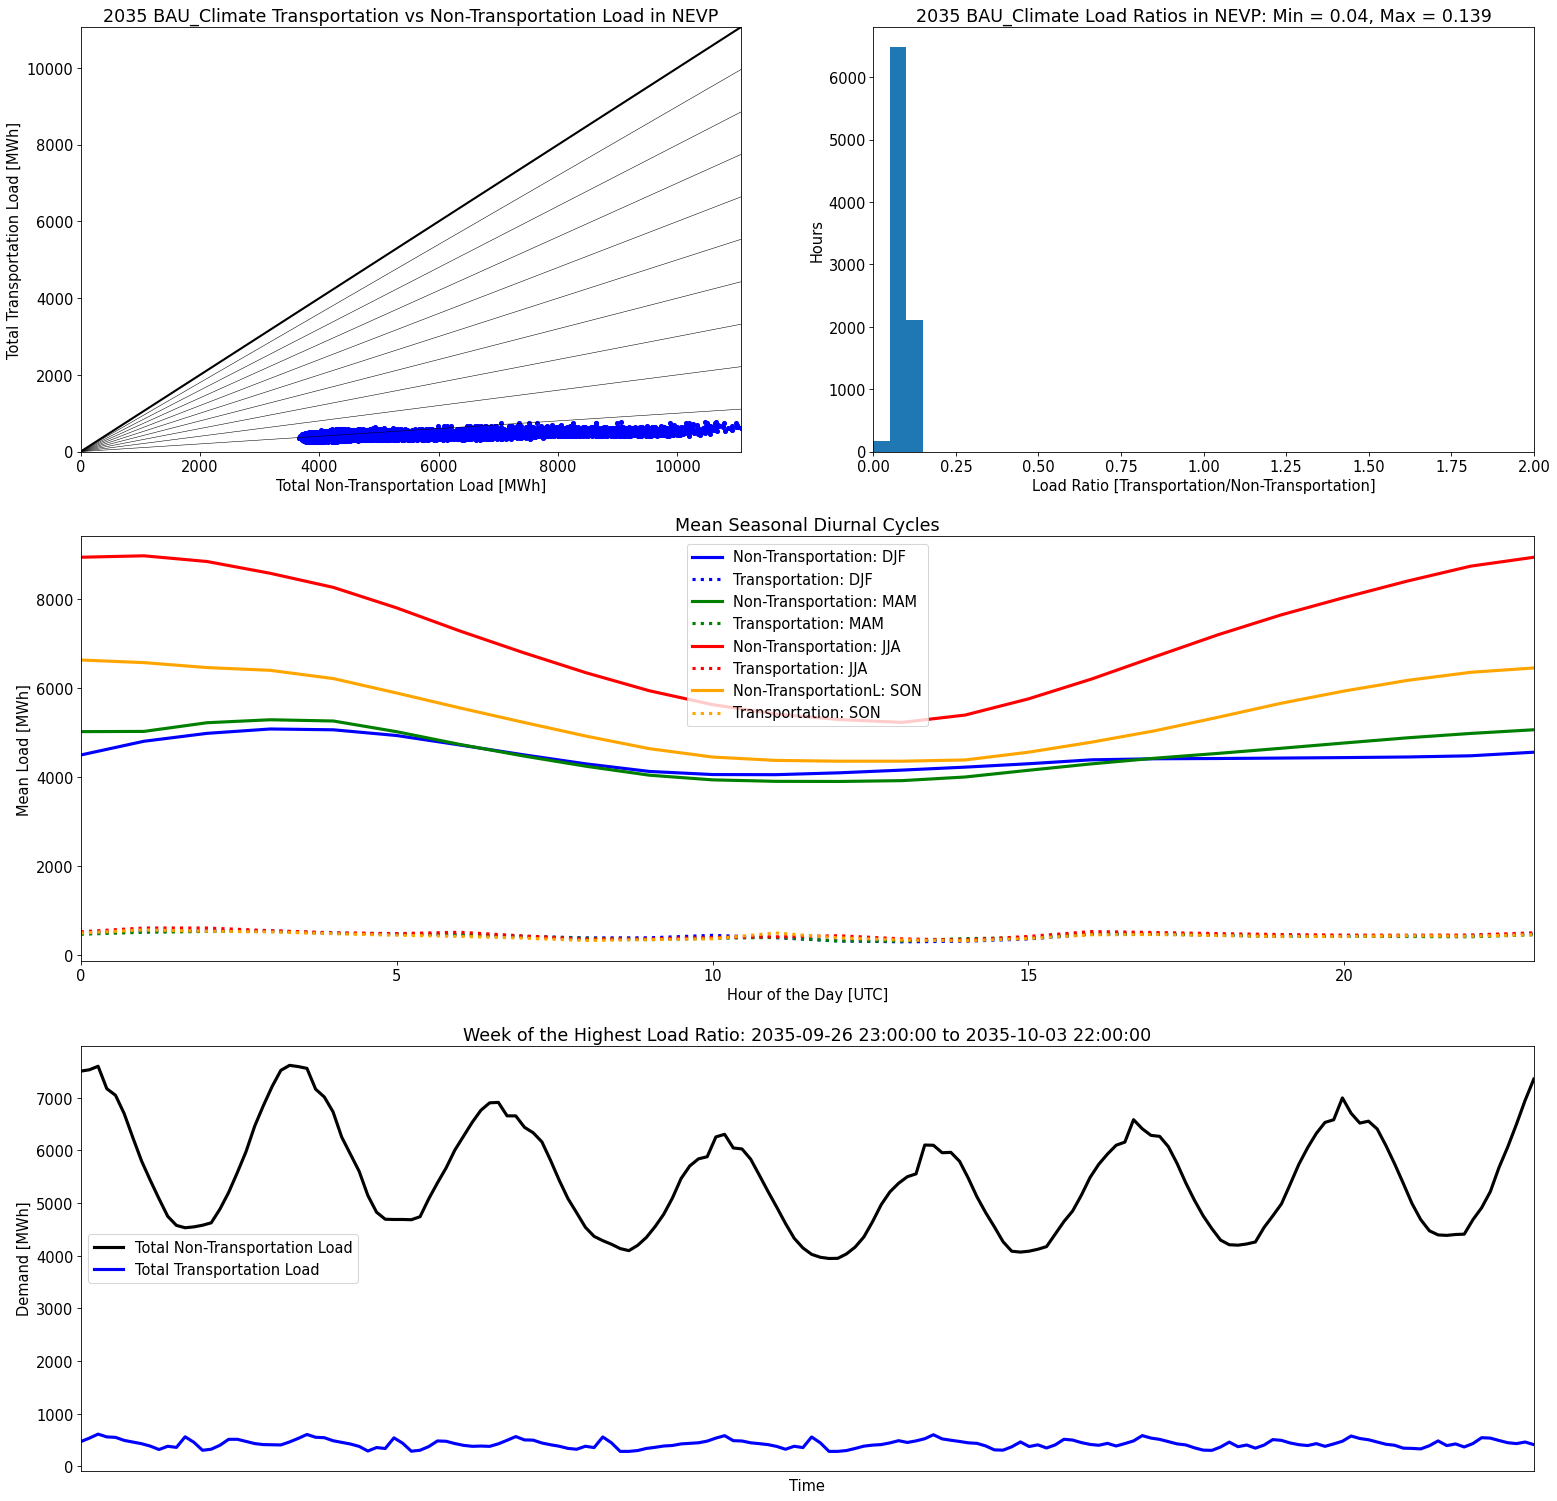 2035 BAU_Climate Transportation vs Non-Transportation Load in NEVP
Total Transportation Load [MWh]
10000
8000
6000
4000
2000
0
0 2000 4000 6000 8000 10000
Total Non-Transportation Load [MWh]
2035 BAU_Climate Load Ratios in NEVP: Min = 0.04, Max = 0.139
Hours
6000
5000
4000
3000
2000
1000
0
0.00 0.25 0.50 0.75 1.00 1.25 1.50 1.75 2.00
Load Ratio [Transportation/Non-Transportation]
Mean Seasonal Diurnal Cycles
Mean Load [MWh]
8000
6000
4000
2000
0
Non-Transportation: DJF
Transportation: DJF
Non-Transportation: MAM
Transportation: MAM
Non-Transportation: JJA
Transportation: JJA
Non-TransportationL: SON
Transportation: SON
0 5 10 15 20
Hour of the Day [UTC]
Week of the Highest Load Ratio: 2035-09-26 23:00:00 to 2035-10-03 22:00:00
Demand [MWh]
7000
6000
5000
4000
3000
2000
1000
0
Total Non-Transportation Load
Total Transportation Load
Time